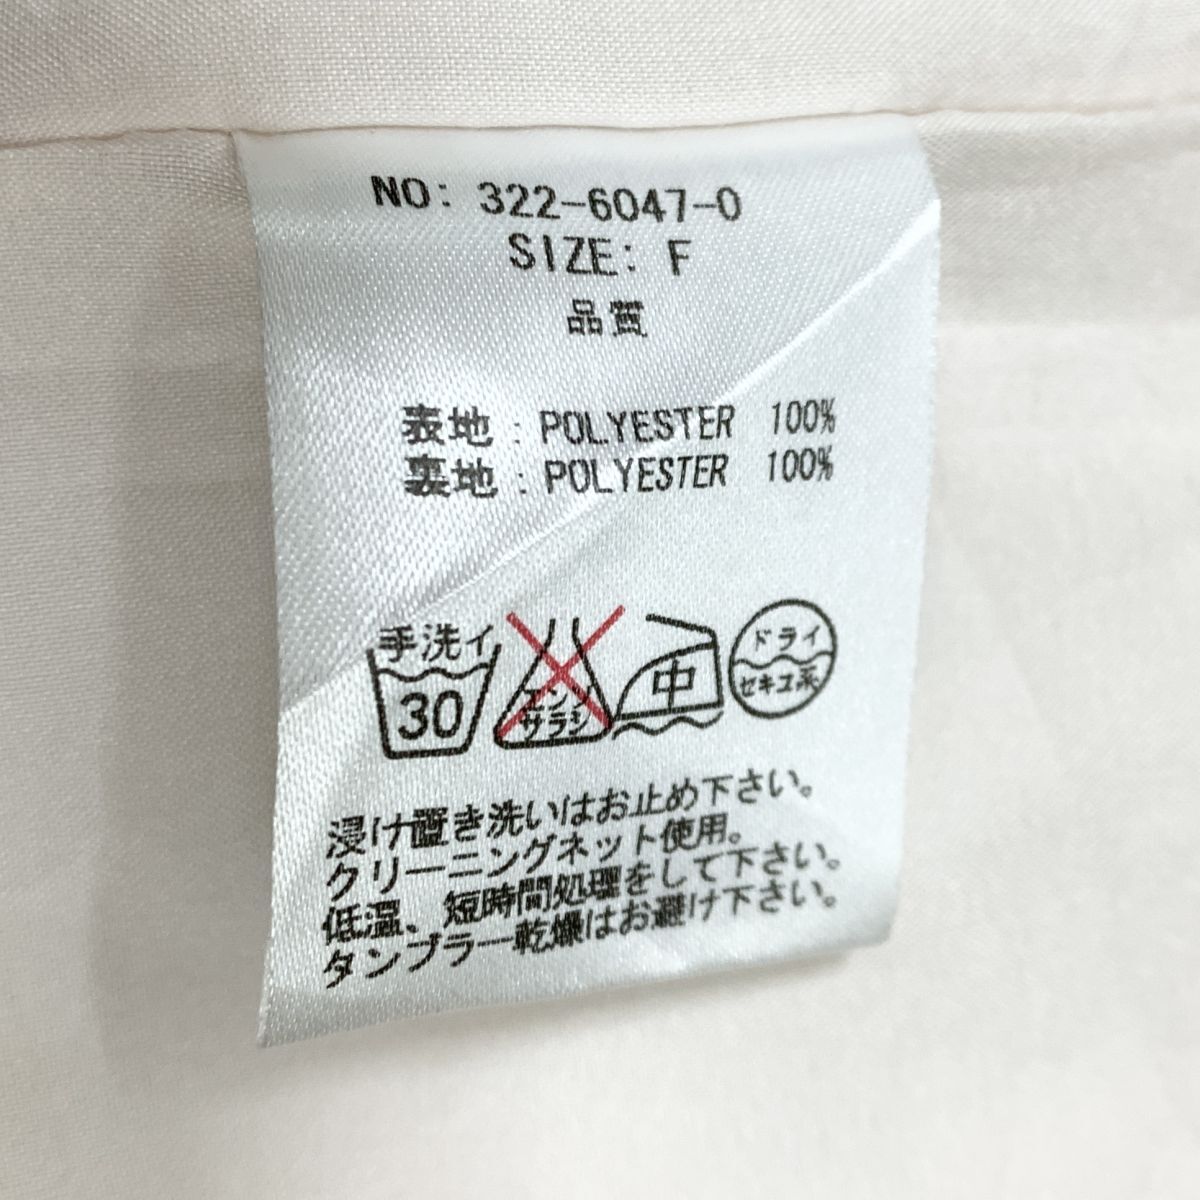 NO: 322-6047-0
SIZE: F
品質
表地 : POLYESTER 100%
裏地 : POLYESTER 100%
手洗イ
30
エンソ
サラシ
中
ドライ
セキユ系
浸け置き洗いはお止め下さい。
クリーニングネット使用。
低温、短時間処理をして下さい。
タンブラー乾燥はお避け下さい。